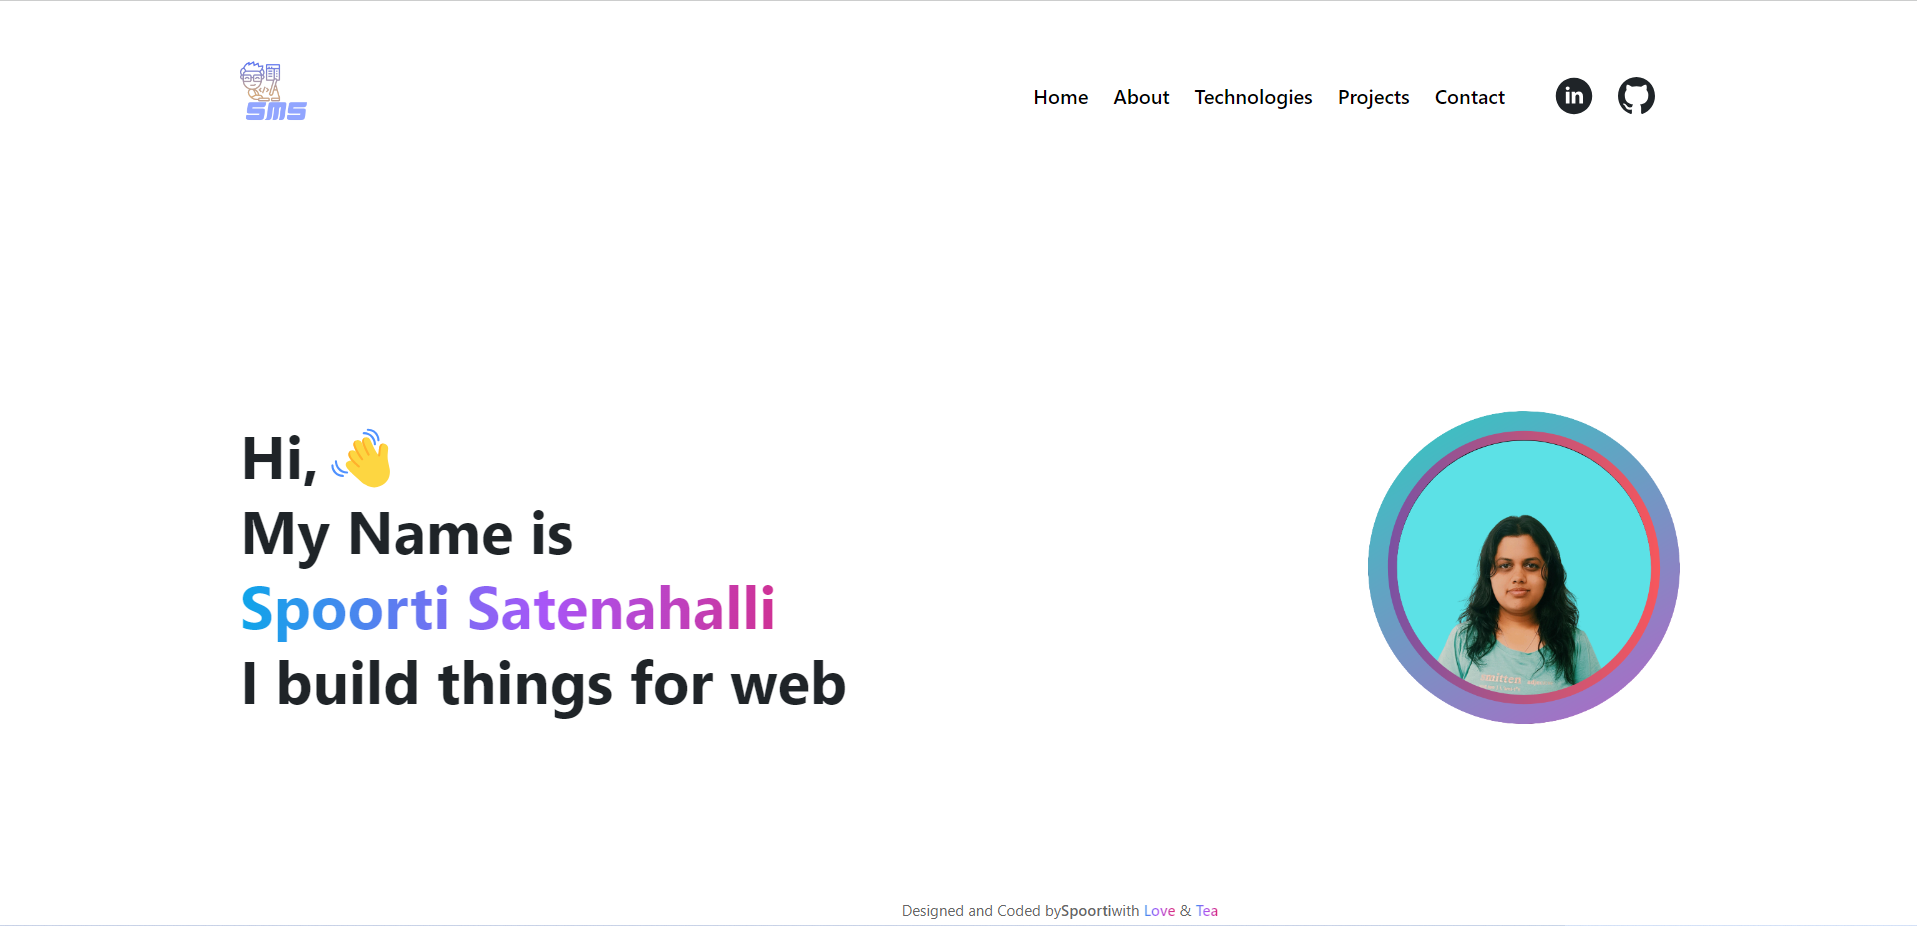 SMS
Home About Technologies Projects Contact in
Hi,
My Name is
Spoorti Satenahalli
I build things for web
Designed and Coded bySpoortiwith Love & Tea